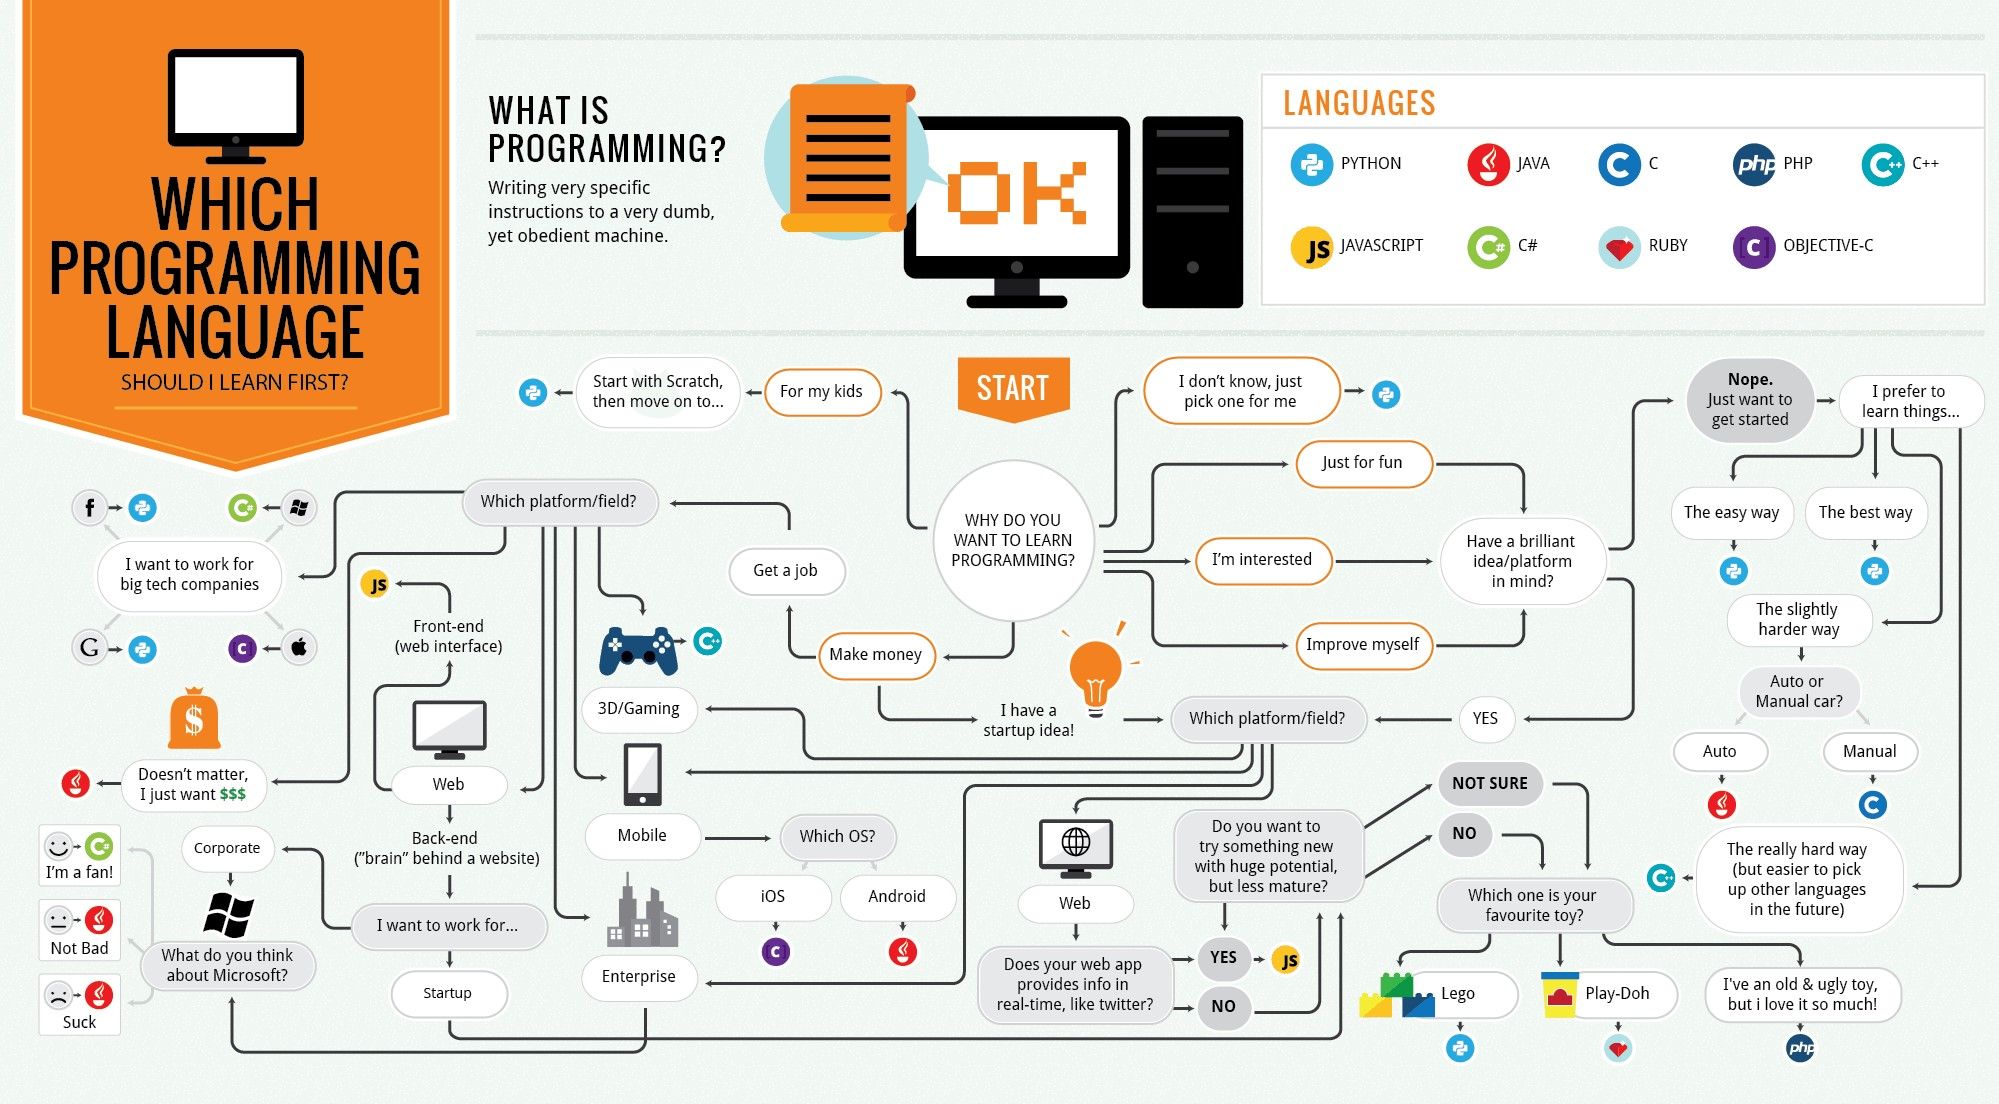 WHICH
PROGRAMMING
LANGUAGE
SHOULD I LEARN FIRST?
WHAT IS
PROGRAMMING?
Writing very specific
instructions to a very dumb,
yet obedient machine.
OK
LANGUAGES
PYTHON
JAVA
C
php PHP
C++ C++
JS JAVASCRIPT
C# C#
RUBY
[C] OBJECTIVE-C
START
Start with Scratch,
then move on to...
For my kids
I don't know, just
pick one for me
Nope.
Just want to
get started
I prefer to
learn things...
Just for fun
Which platform/field?
WHY DO YOU
WANT TO LEARN
PROGRAMMING?
I'm interested
Have a brilliant
idea/platform
in mind?
The easy way
The best way
f
C#
I want to work for
big tech companies
G
[C]
JS
Get a job
Front-end
(web interface)
C++
Make money
Improve myself
The slightly
harder way
Auto or
Manual car?
$
3D/Gaming
I have a
startup idea!
Which platform/field?
YES
Auto
Manual
C
Doesn't matter,
I just want $$$
Web
NOT SURE
NO
Mobile
Which OS?
Do you want to
try something new
with huge potential,
but less mature?
The really hard way
(but easier to pick
up other languages
in the future)
C++
C#
I'm a fan!
Corporate
Back-end
("brain" behind a website)
iOS
Android
[C]
Web
Which one is your
favourite toy?
Not Bad
I want to work for...
What do you think
about Microsoft?
Enterprise
Does your web app
provides info in
real-time, like twitter?
YES
JS
NO
Suck
Startup
Lego
Play-Doh
I've an old & ugly toy,
but i love it so much!
php